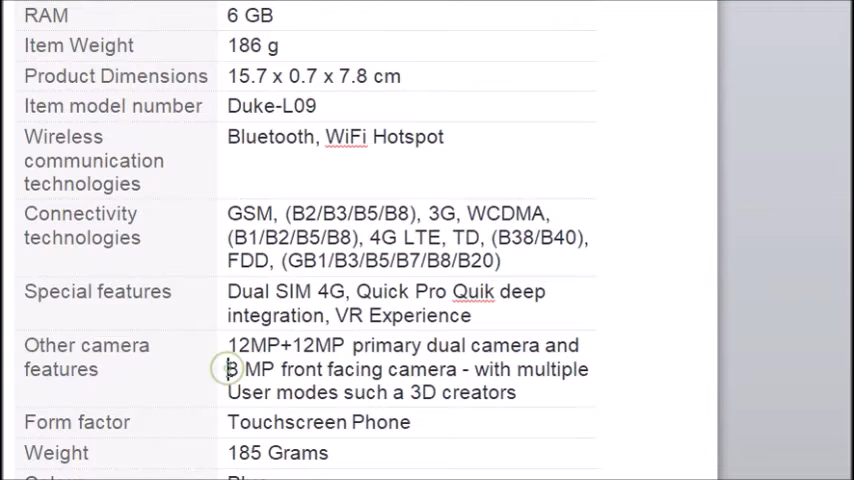 RAM 6 GB
Item Weight 186 g
Product Dimensions 15.7 x 0.7 x 7.8 cm
Item model number Duke-L09
Wireless communication technologies
Bluetooth, WiFi Hotspot
Connectivity technologies
GSM, (B2/B3/B5/B8), 3G, WCDMA,
(B1/B2/B5/B8), 4G LTE, TD, (B38/B40),
FDD, (GB1/B3/B5/B7/B8/B20)
Special features
Dual SIM 4G, Quick Pro Quik deep
integration, VR Experience
Other camera features
12MP+12MP primary dual camera and
8 MP front facing camera - with multiple
User modes such a 3D creators
Form factor Touchscreen Phone
Weight 185 Grams